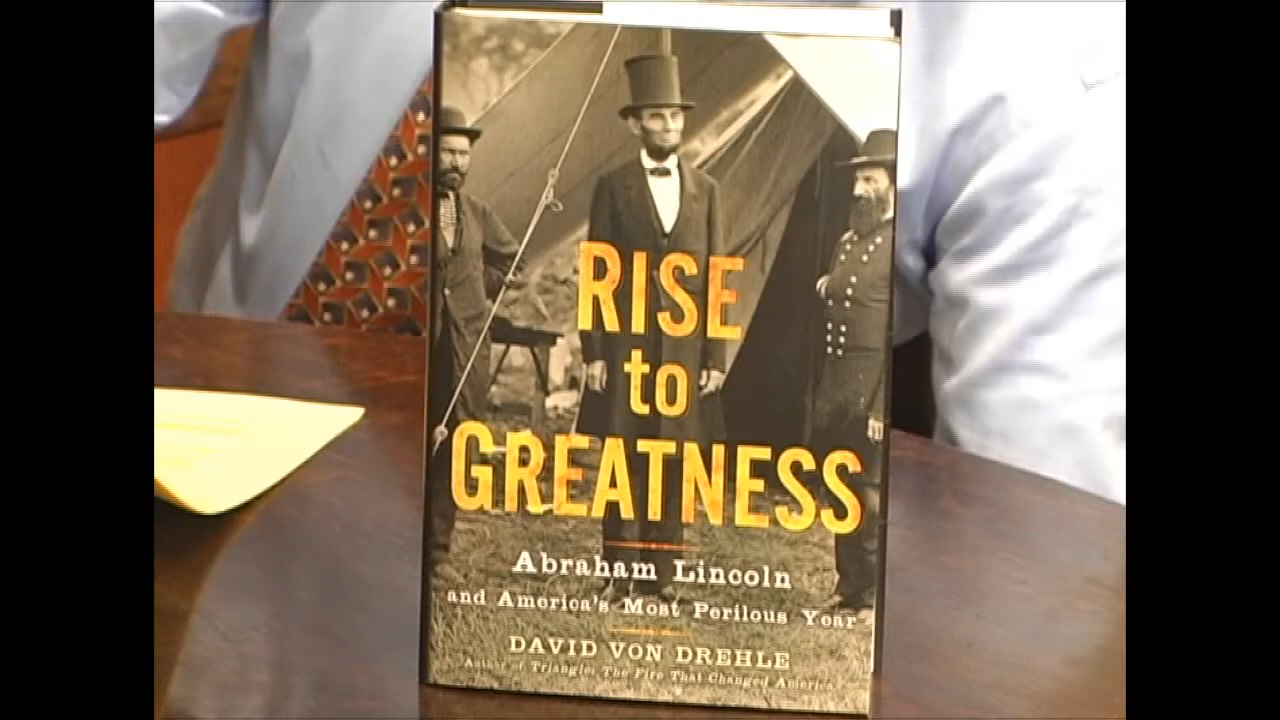 RISE
to
GREATNESS
Abraham Lincoln
and America's Most Perilous Year
DAVID VON DREHLE
Author of Triangle: The Fire That Changed America